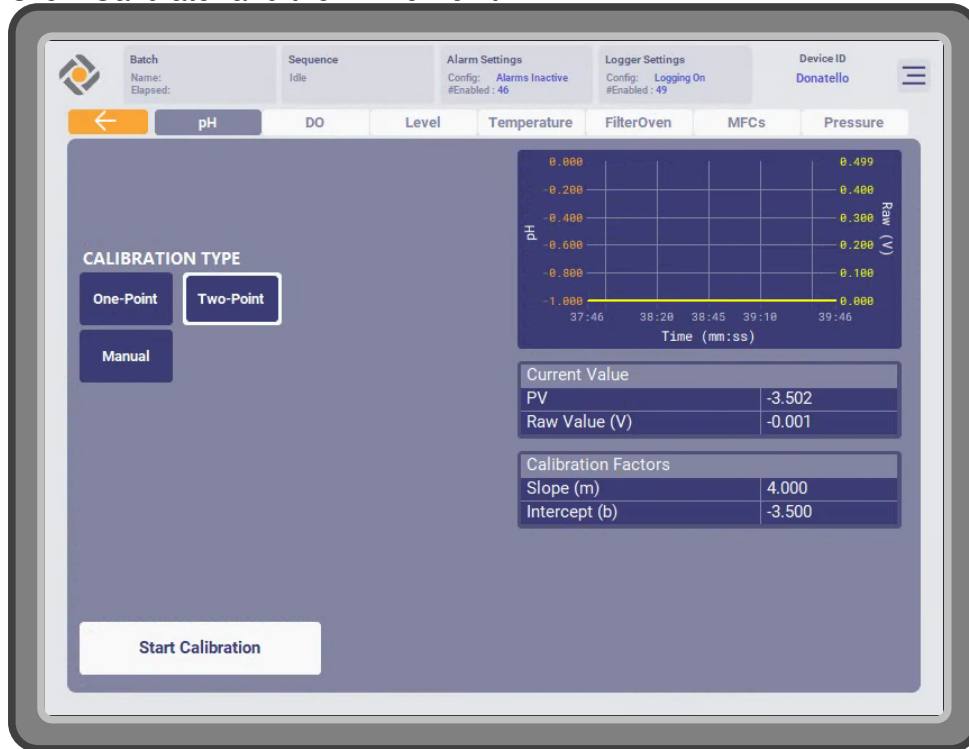 Batch
Name:
Elapsed:
Sequence
Idle
Alarm Settings
Config: Alarms Inactive
#Enabled : 46
Logger Settings
Config: Logging On
#Enabled : 49
Device ID
Donatello
pH
DO
Level
Temperature
FilterOven
MFCs
Pressure
CALIBRATION TYPE
One-Point
Two-Point
Manual
Start Calibration
0.000
-0.200
-0.400
-0.600
-0.800
-1.000
pH
0.499
0.400
0.300
0.200
0.100
0.000
Raw (V)
37:46 38:20 38:45 39:10 39:46
Time (mm:ss)
Current Value
PV -3.502
Raw Value (V) -0.001
Calibration Factors
Slope (m) 4.000
Intercept (b) -3.500